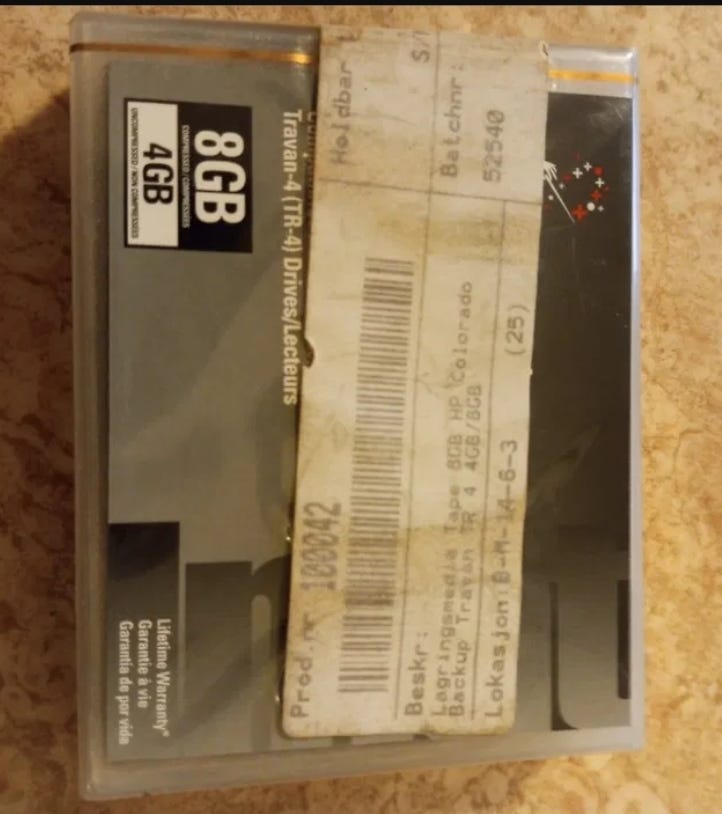 8GB
COMPRESSED / COMPRESSÉS
4GB
UNCOMPRESSED / NON COMPRESSÉS
Travan-4 (TR-4) Drives/Lecteurs
Lifetime Warranty*
Garantie à vie
Garantía de por vida
Holdbar
S/
Batchnr:
52540
Prod.nr 100042
Beskr:
Lagringsmedia Tape 8GB HP Colorado
Backup Travan TR 4 4GB/8GB
Lokasjon:B-M-14-6-3 (25)